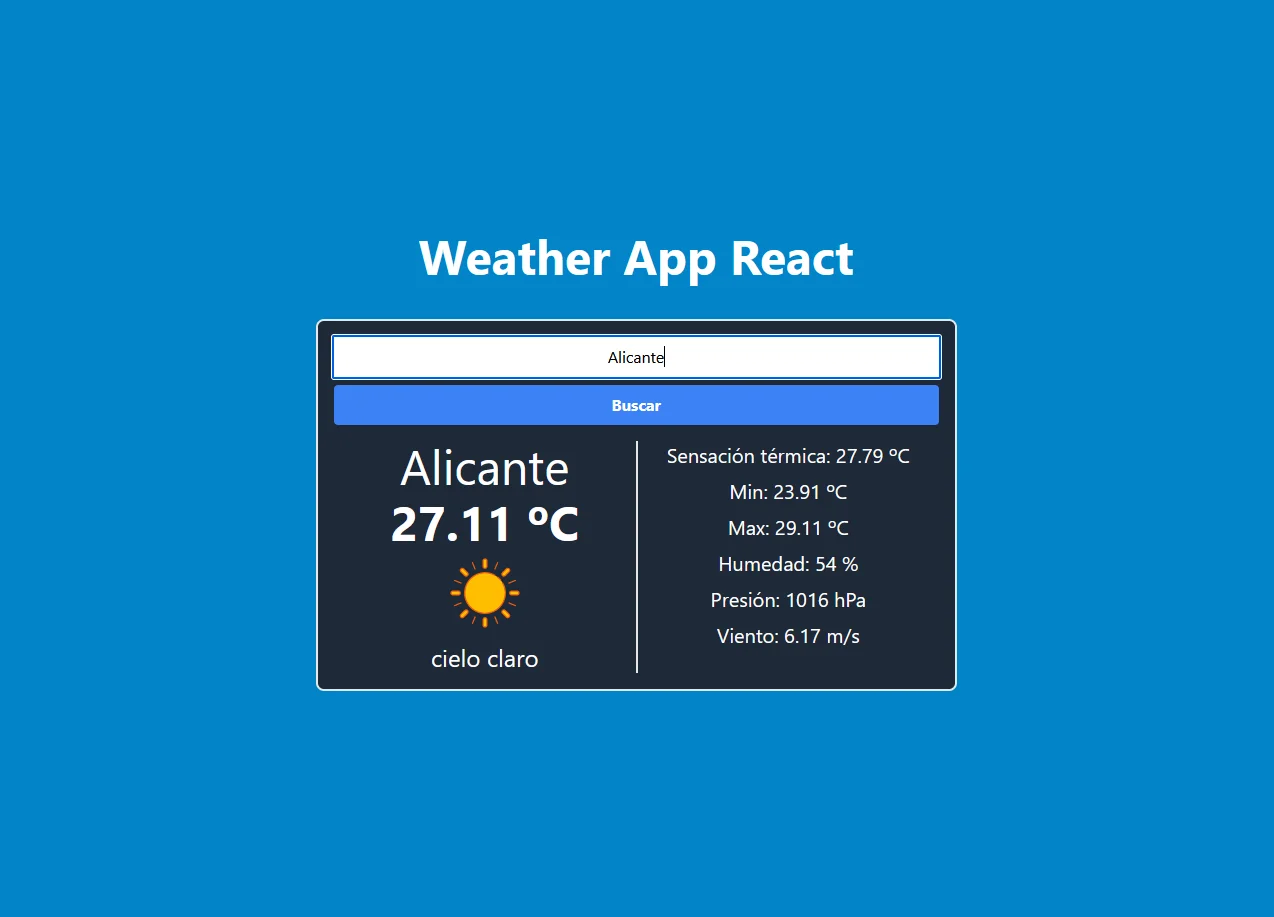 Weather App React
Alicante
Buscar
Alicante
27.11 ºC
cielo claro
Sensación térmica: 27.79 ºC
Min: 23.91 ºC
Max: 29.11 ºC
Humedad: 54 %
Presión: 1016 hPa
Viento: 6.17 m/s